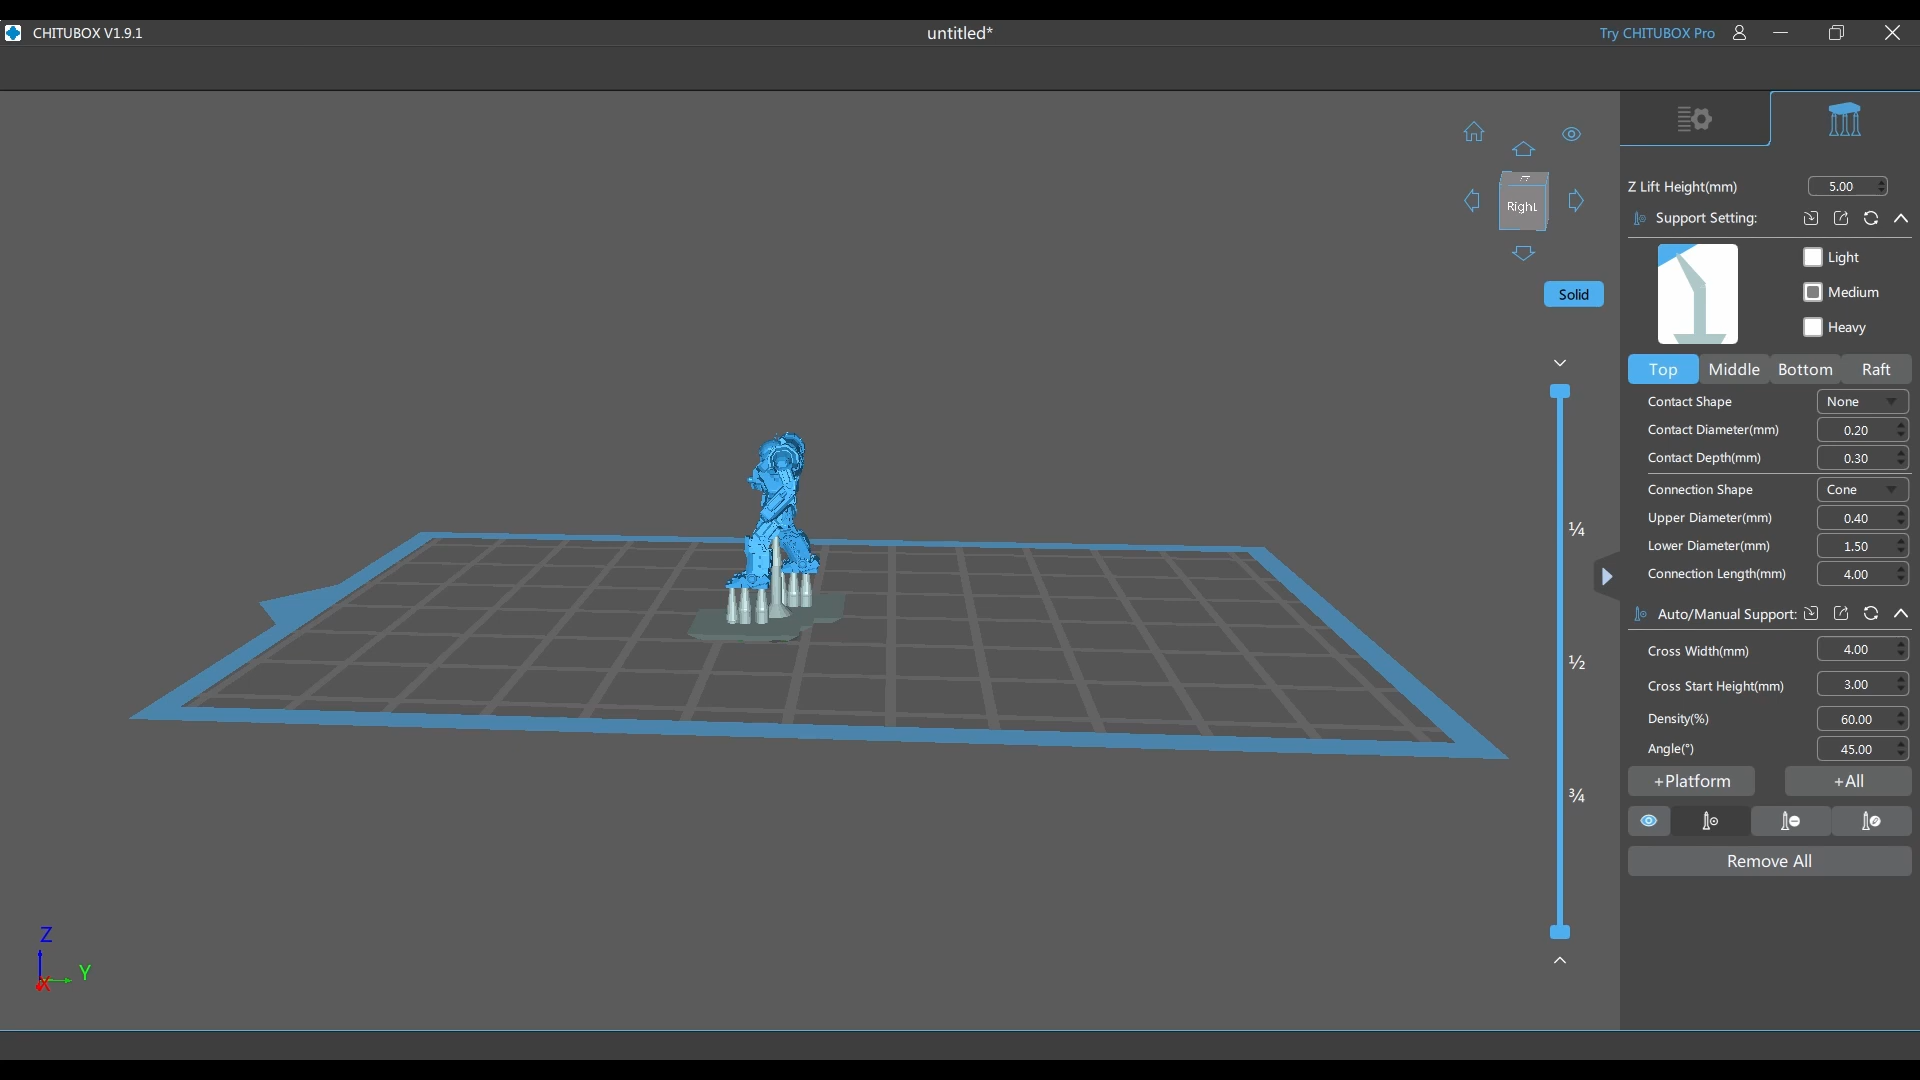 CHITUBOX V1.9.1
untitled*
Try CHITUBOX Pro
Right
Solid
¼
½
¾
Z
Y
X
Z Lift Height(mm)
5.00
Support Setting:
Light
Medium
Heavy
Top Middle Bottom Raft
Contact Shape None
Contact Diameter(mm) 0.20
Contact Depth(mm) 0.30
Connection Shape Cone
Upper Diameter(mm) 0.40
Lower Diameter(mm) 1.50
Connection Length(mm) 4.00
Auto/Manual Support:
Cross Width(mm) 4.00
Cross Start Height(mm) 3.00
Density(%) 60.00
Angle(°) 45.00
+Platform +All
Remove All